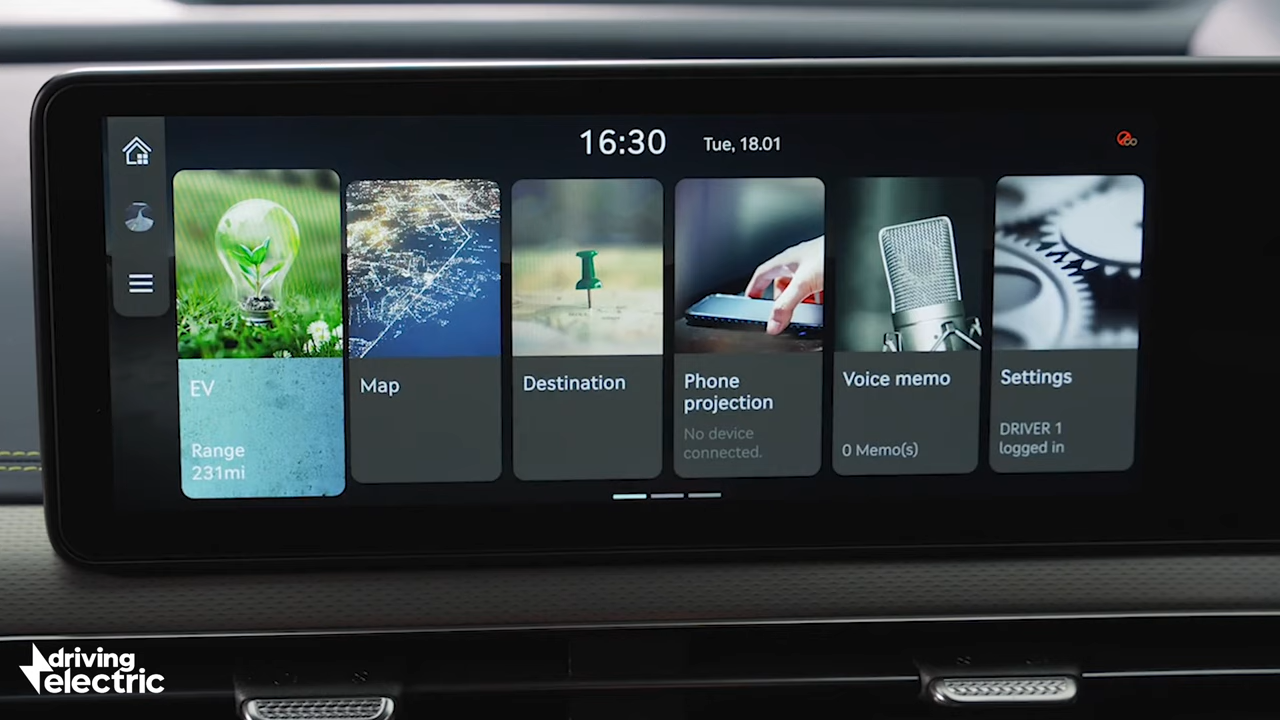 16:30
Tue, 18.01
EV
Range
231mi
Map
Destination
Phone
projection
No device
connected.
Voice memo
0 Memo(s)
Settings
DRIVER 1
logged in
driving
electric